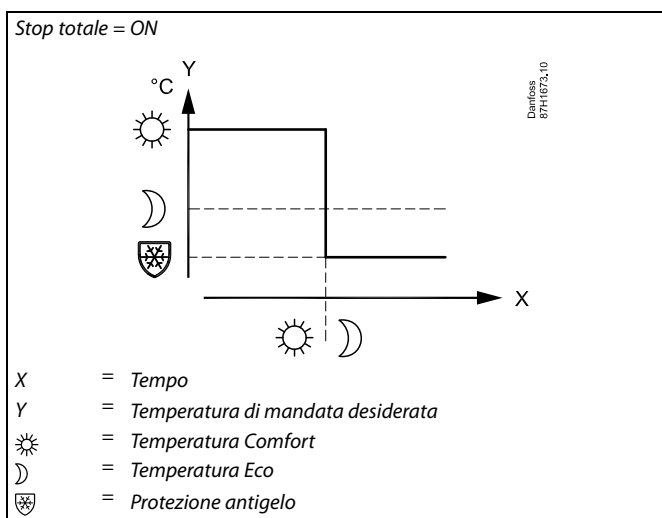 Stop totale = ON
Y
°C
Danfoss
87H1673.10
X
X = Tempo
Y = Temperatura di mandata desiderata
= Temperatura Comfort
= Temperatura Eco
= Protezione antigelo